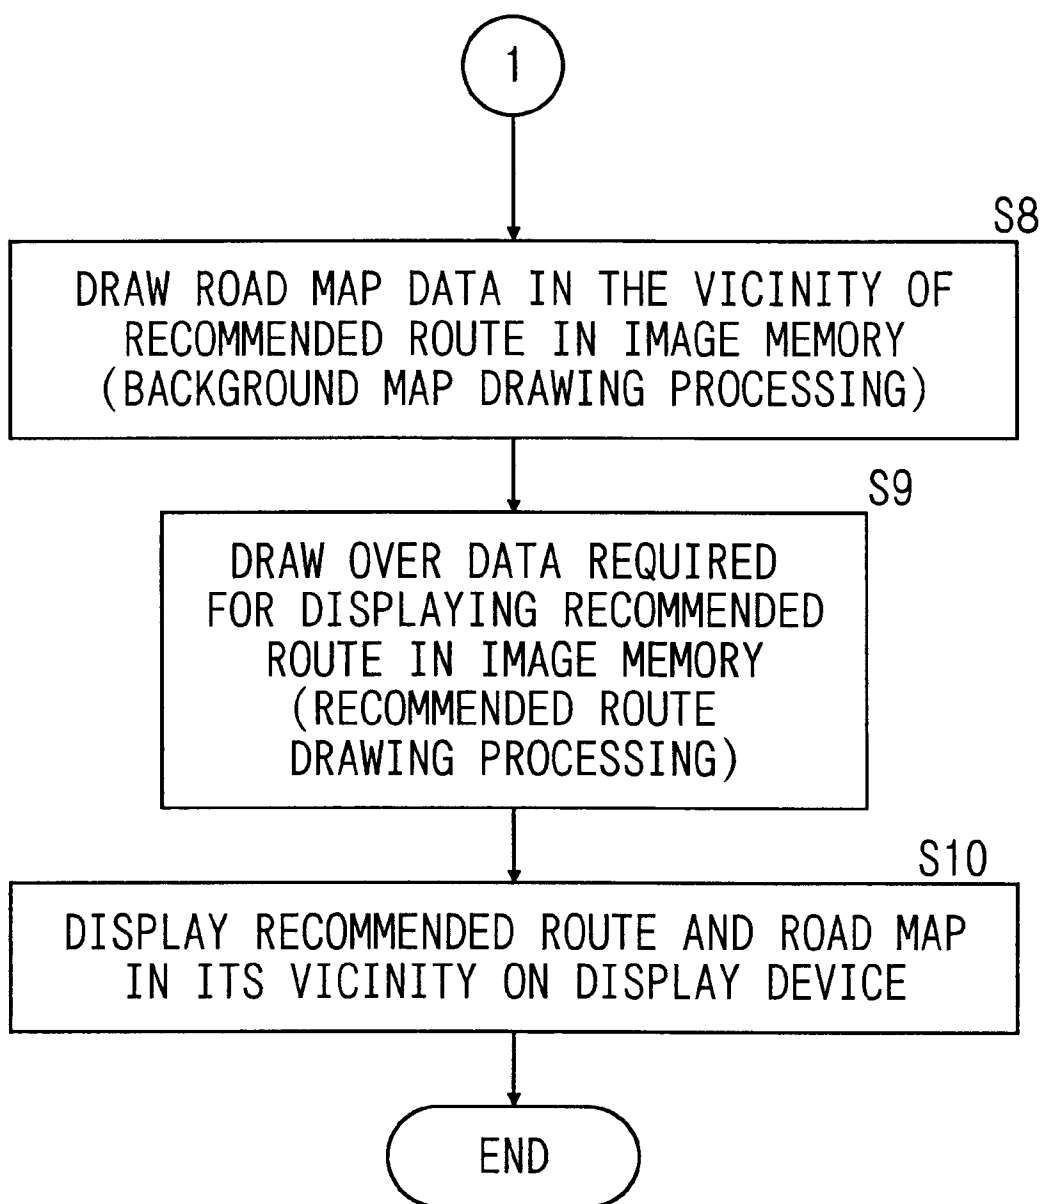 1
S8
DRAW ROAD MAP DATA IN THE VICINITY OF
RECOMMENDED ROUTE IN IMAGE MEMORY
(BACKGROUND MAP DRAWING PROCESSING)
S9
DRAW OVER DATA REQUIRED
FOR DISPLAYING RECOMMENDED
ROUTE IN IMAGE MEMORY
(RECOMMENDED ROUTE
DRAWING PROCESSING)
S10
DISPLAY RECOMMENDED ROUTE AND ROAD MAP
IN ITS VICINITY ON DISPLAY DEVICE
END